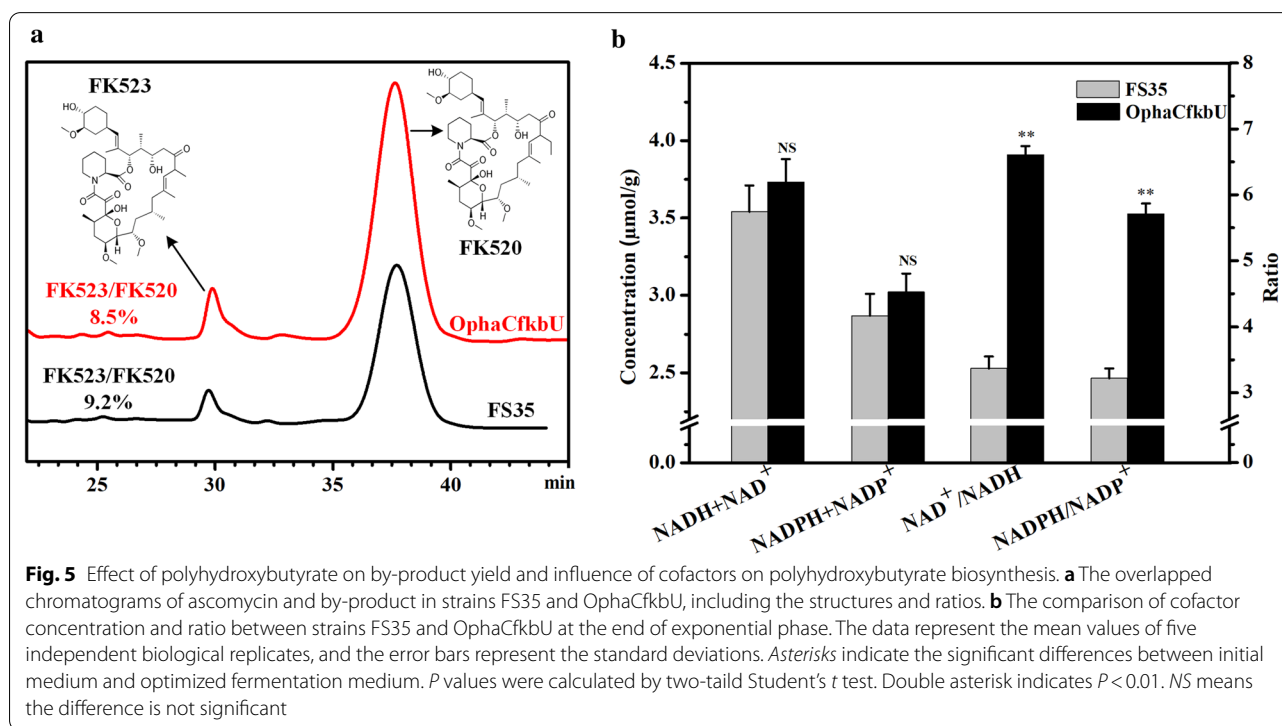 a
FK523
HO
O
O
N
O
O
O
O
OH
O
OH
O
H
O
O
FK520
HO
O
O
N
O
O
O
O
OH
O
OH
O
H
O
O
FK523/FK520
8.5%
OphaCfkbU
FK523/FK520
9.2%
FS35
25 30 35 40 min
b
FS35
OphaCfkbU
Concentration (μmol/g)
4.5
4.0
3.5
3.0
2.5
0.0
Ratio
8
7
6
5
4
3
0
NS
NS
**
**
NADH+NAD+
NADPH+NADP+
NAD+/NADH
NADPH/NADP+
Fig. 5 Effect of polyhydroxybutyrate on by-product yield and influence of cofactors on polyhydroxybutyrate biosynthesis. a The overlapped
chromatograms of ascomycin and by-product in strains FS35 and OphaCfkbU, including the structures and ratios. b The comparison of cofactor
concentration and ratio between strains FS35 and OphaCfkbU at the end of exponential phase. The data represent the mean values of five
independent biological replicates, and the error bars represent the standard deviations. Asterisks indicate the significant differences between initial
medium and optimized fermentation medium. P values were calculated by two-taild Student's t test. Double asterisk indicates P < 0.01. NS means
the difference is not significant